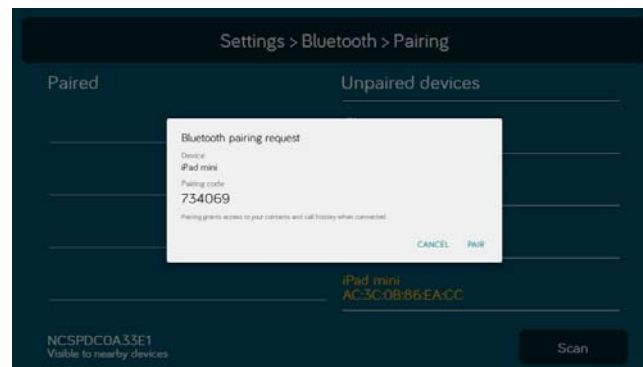 Settings > Bluetooth > Pairing
Paired
Unpaired devices
Bluetooth pairing request
Device
iPad mini
Pairing code
734069
Pairing grants access to your contacts and call history when connected.
CANCEL PAIR
iPad mini
AC:3C:0B:86:EA:CC
NCSPDC0A33E1
Visible to nearby devices
Scan